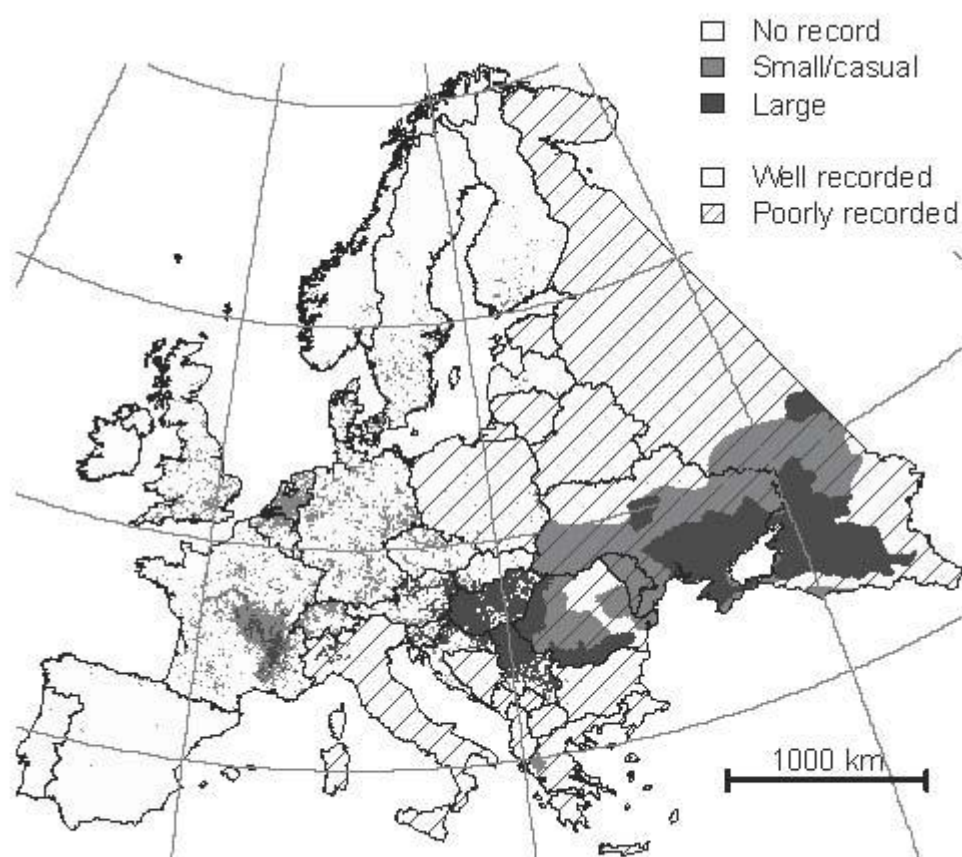 No record
Small/casual
Large
Well recorded
Poorly recorded
1000 km